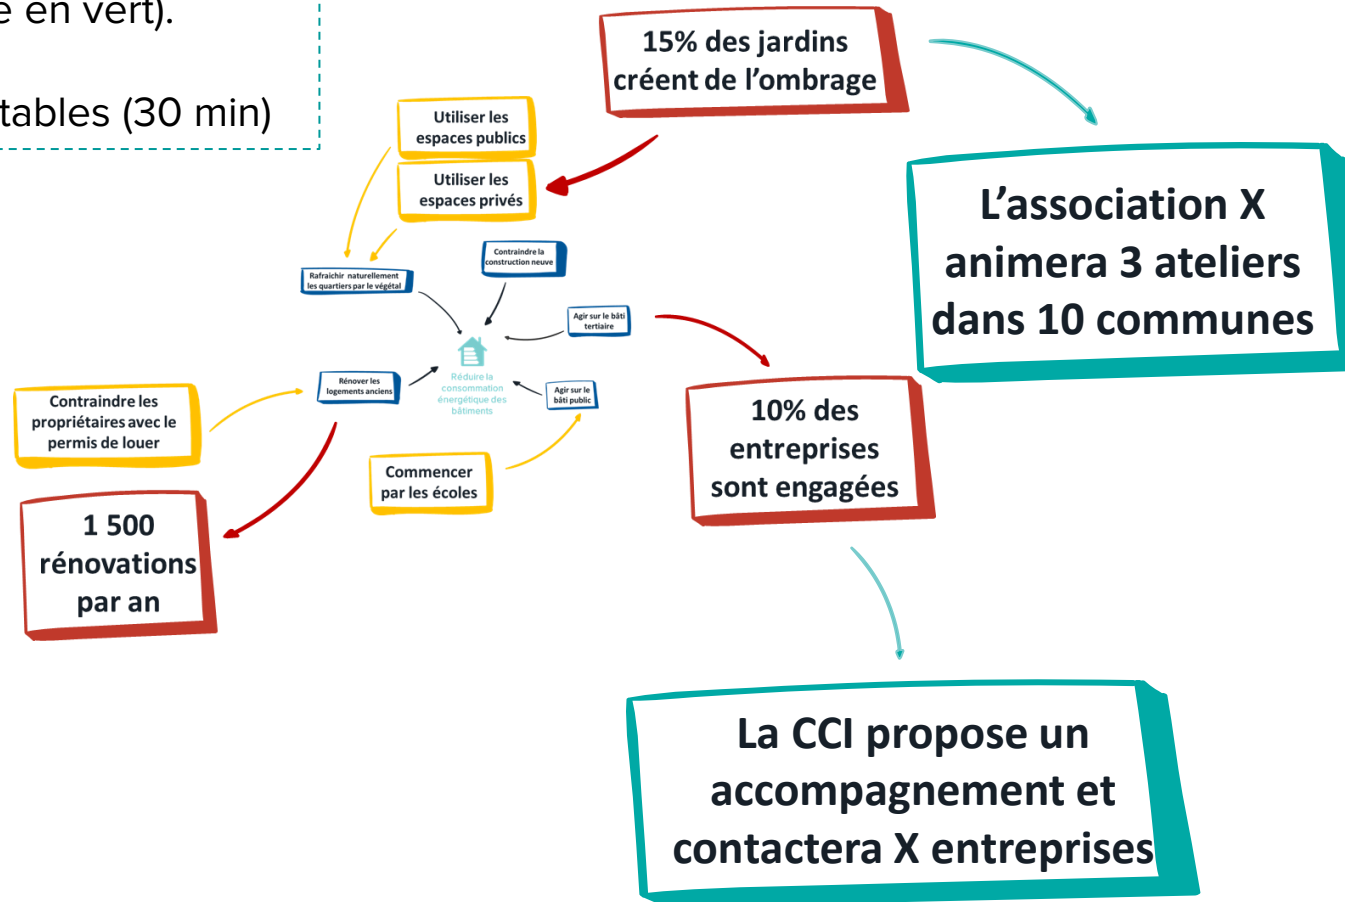 e en vert).
tables (30 min)
15% des jardins
créent de l’ombrage
Utiliser les
espaces publics
Utiliser les
espaces privés
L’association X
animera 3 ateliers
dans 10 communes
Contraindre la
construction neuve
Rafraichir naturellement
les quartiers par le végétal
Agir sur le bâti
tertiaire
Réduire la
consommation
énergétique des
bâtiments
Rénover les
logements anciens
Agir sur le
bâti public
Contraindre les
propriétaires avec le
permis de louer
Commencer
par les écoles
10% des
entreprises
sont engagées
1 500
rénovations
par an
La CCI propose un
accompagnement et
contactera X entreprises